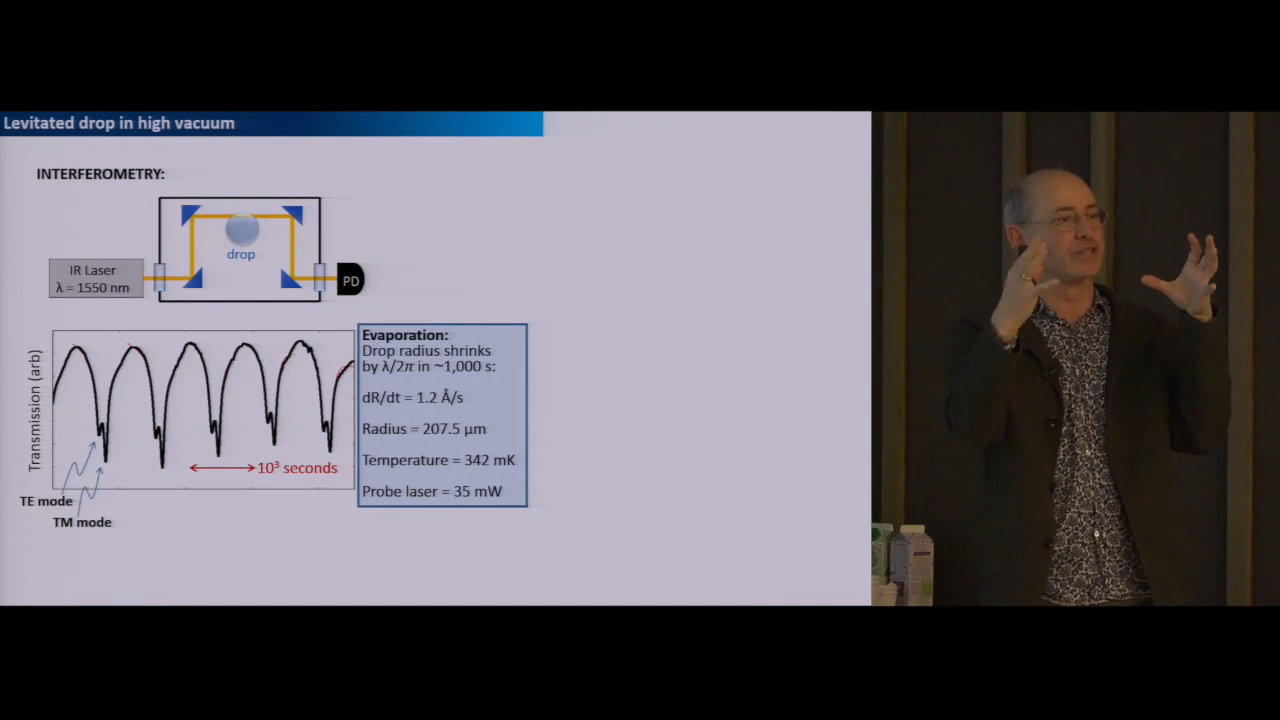 Levitated drop in high vacuum
INTERFEROMETRY:
drop
IR Laser
λ = 1550 nm
PD
Transmission (arb)
10³ seconds
TE mode
TM mode
Evaporation:
Drop radius shrinks
by λ/2π in ~1,000 s:
dR/dt = 1.2 Å/s
Radius = 207.5 µm
Temperature = 342 mK
Probe laser = 35 mW